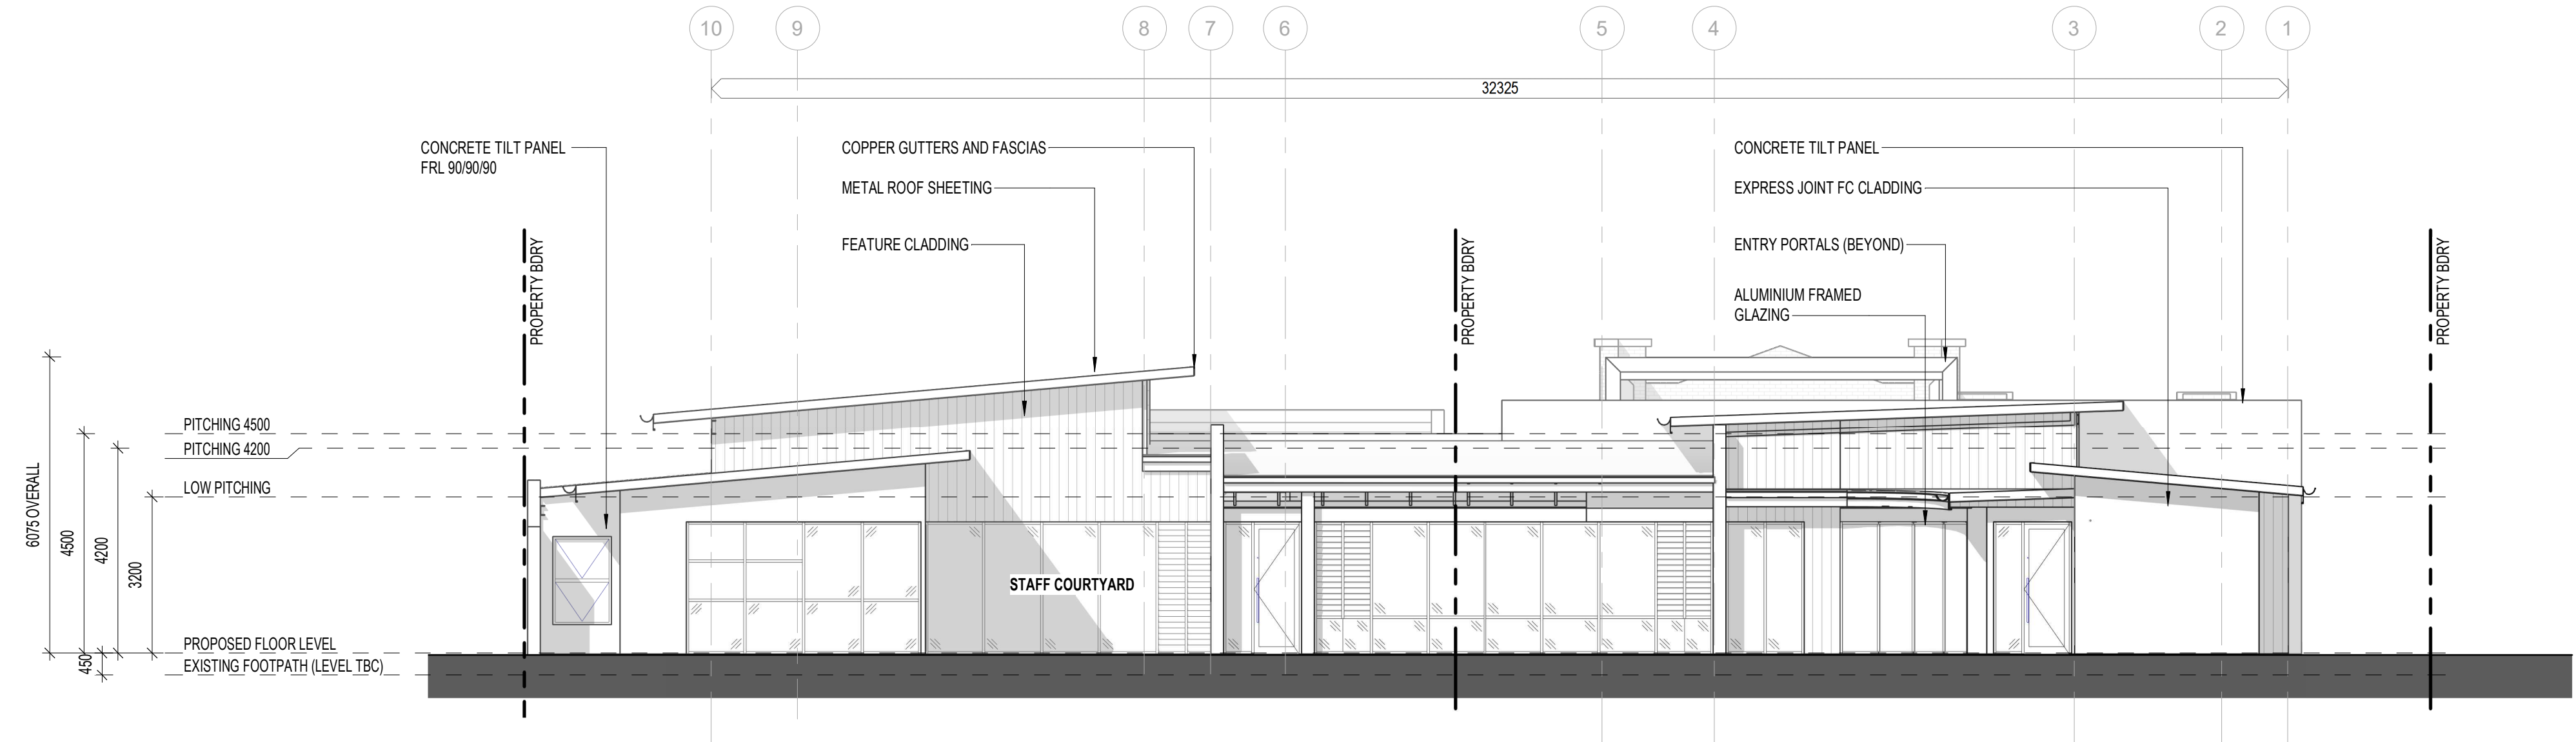 10 9 8 7 6 5 4 3 2 1
32325
CONCRETE TILT PANEL
FRL 90/90/90
COPPER GUTTERS AND FASCIAS
METAL ROOF SHEETING
FEATURE CLADDING
CONCRETE TILT PANEL
EXPRESS JOINT FC CLADDING
ENTRY PORTALS (BEYOND)
ALUMINIUM FRAMED
GLAZING
PROPERTY BDRY
PROPERTY BDRY
PROPERTY BDRY
PITCHING 4500
PITCHING 4200
LOW PITCHING
6075 OVERALL
4500
4200
3200
STAFF COURTYARD
PROPOSED FLOOR LEVEL
450
EXISTING FOOTPATH (LEVEL TBC)